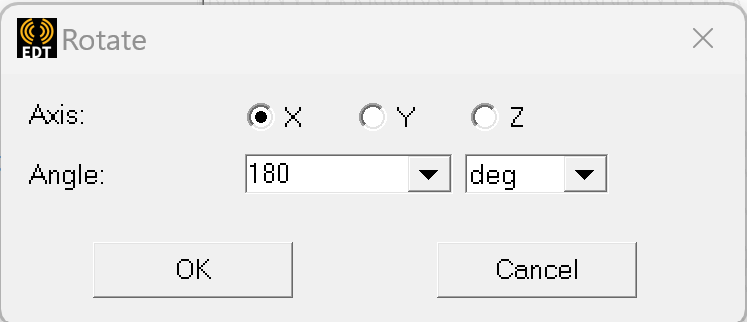 EDT Rotate
Axis: X Y Z
Angle: 180 deg
OK Cancel